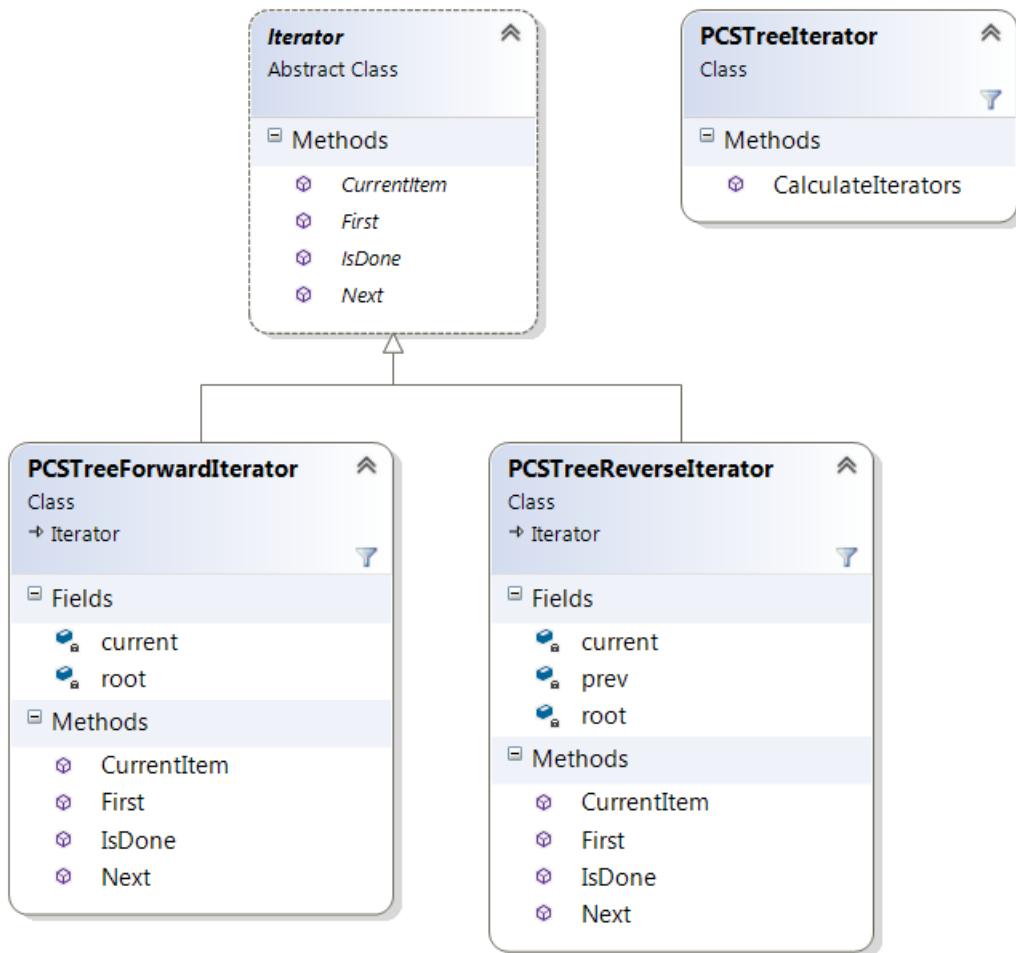 Iterator
Abstract Class
Methods
CurrentItem
First
IsDone
Next
PCSTreeIterator
Class
Methods
CalculateIterators
PCSTreeForwardIterator
Class
Iterator
Fields
current
root
Methods
CurrentItem
First
IsDone
Next
PCSTreeReverseIterator
Class
Iterator
Fields
current
prev
root
Methods
CurrentItem
First
IsDone
Next